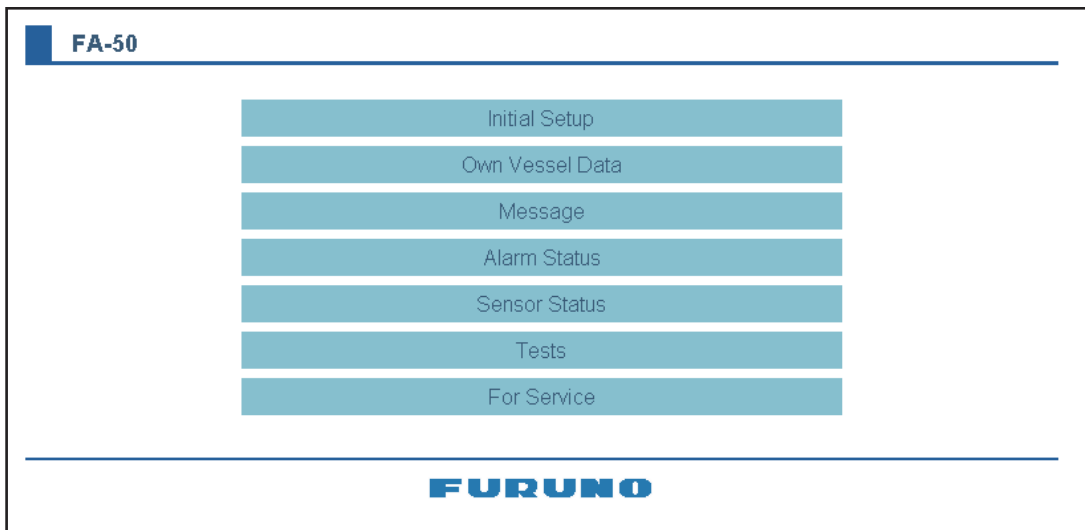 FA-50
Initial Setup
Own Vessel Data
Message
Alarm Status
Sensor Status
Tests
For Service
FURUNO